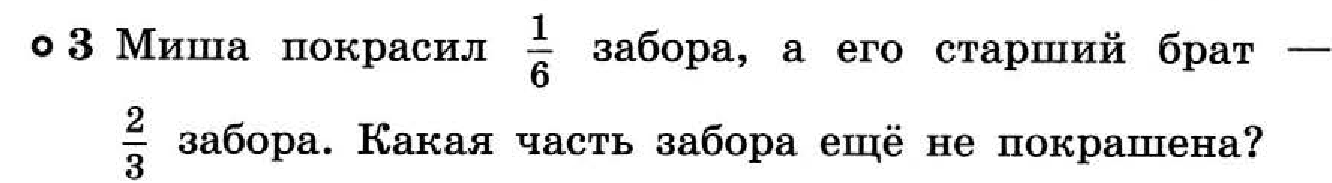 3 Миша покрасил 1/6 забора, а его старший брат —
2/3 забора. Какая часть забора ещё не покрашена?